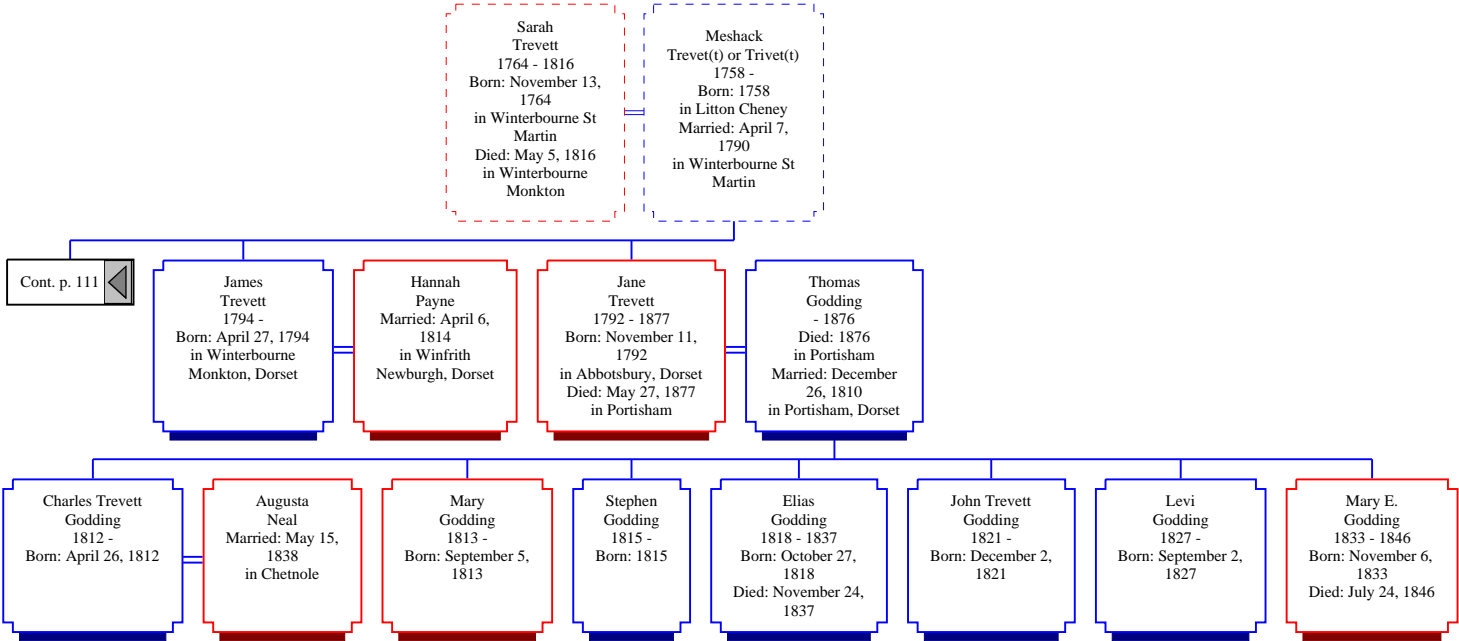 Sarah
Trevett
1764 - 1816
Born: November 13,
1764
in Winterbourne St
Martin
Died: May 5, 1816
in Winterbourne
Monkton
Meshack
Trevet(t) or Trivet(t)
1758 -
Born: 1758
in Litton Cheney
Married: April 7,
1790
in Winterbourne St
Martin
Cont. p. 111
James
Trevett
1794 -
Born: April 27, 1794
in Winterbourne
Monkton, Dorset
Hannah
Payne
Married: April 6,
1814
in Winfrith
Newburgh, Dorset
Jane
Trevett
1792 - 1877
Born: November 11,
1792
in Abbotsbury, Dorset
Died: May 27, 1877
in Portisham
Thomas
Godding
- 1876
Died: 1876
in Portisham
Married: December
26, 1810
in Portisham, Dorset
Charles Trevett
Godding
1812 -
Born: April 26, 1812
Augusta
Neal
Married: May 15,
1838
in Chetnole
Mary
Godding
1813 -
Born: September 5,
1813
Stephen
Godding
1815 -
Born: 1815
Elias
Godding
1818 - 1837
Born: October 27,
1818
Died: November 24,
1837
John Trevett
Godding
1821 -
Born: December 2,
1821
Levi
Godding
1827 -
Born: September 2,
1827
Mary E.
Godding
1833 - 1846
Born: November 6,
1833
Died: July 24, 1846